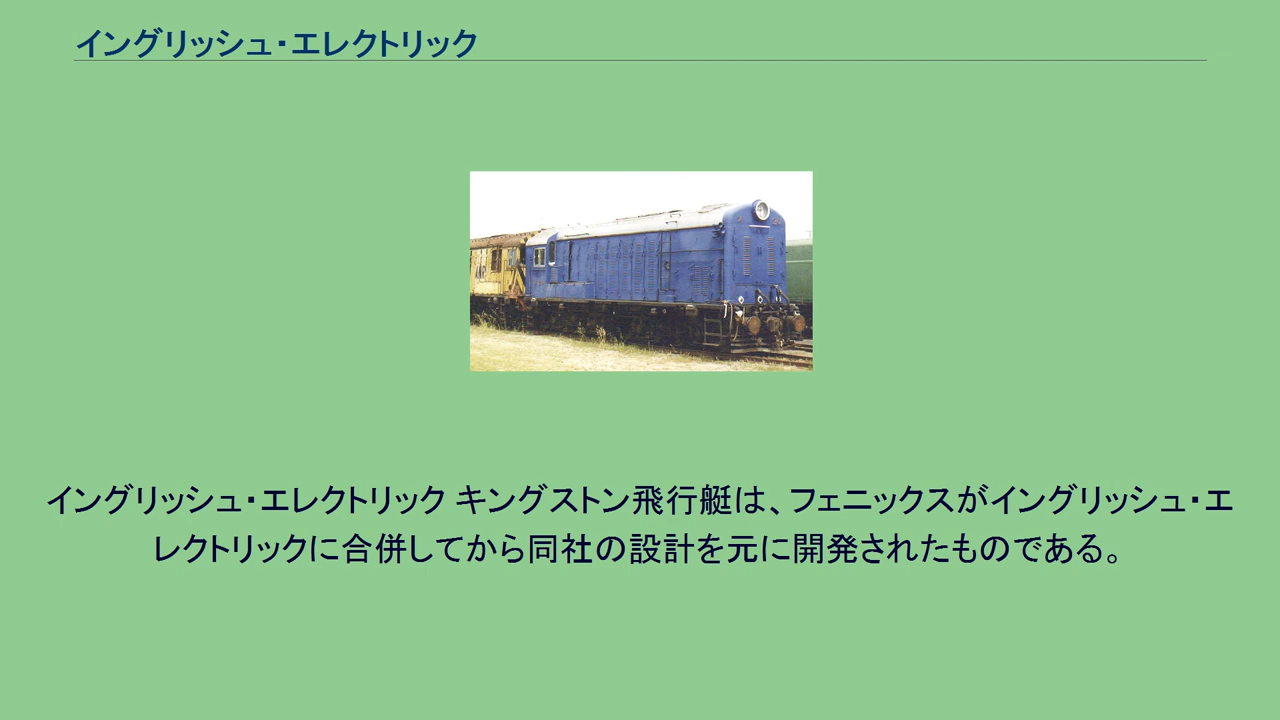 イングリッシュ・エレクトリック
イングリッシュ・エレクトリック キングストン飛行艇は、フェニックスがイングリッシュ・エ
レクトリックに合併してから同社の設計を元に開発されたものである。